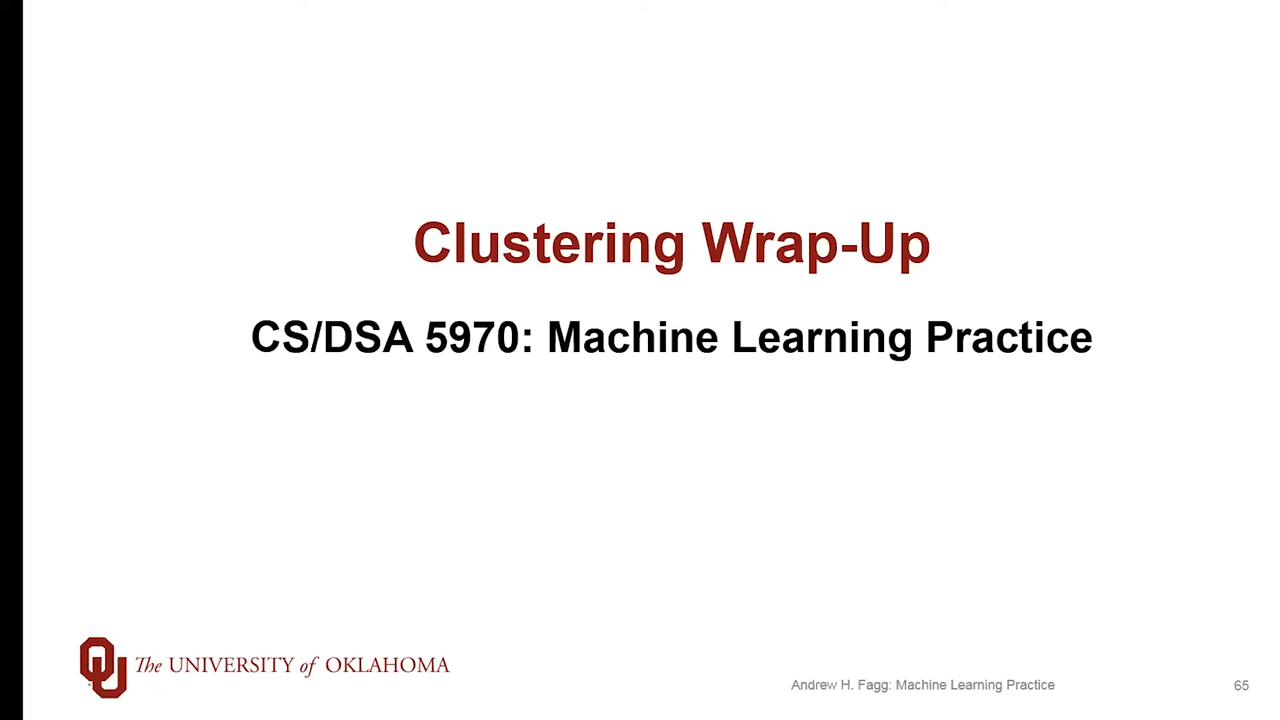 Clustering Wrap-Up
CS/DSA 5970: Machine Learning Practice
OU The UNIVERSITY of OKLAHOMA
Andrew H. Fagg: Machine Learning Practice
65